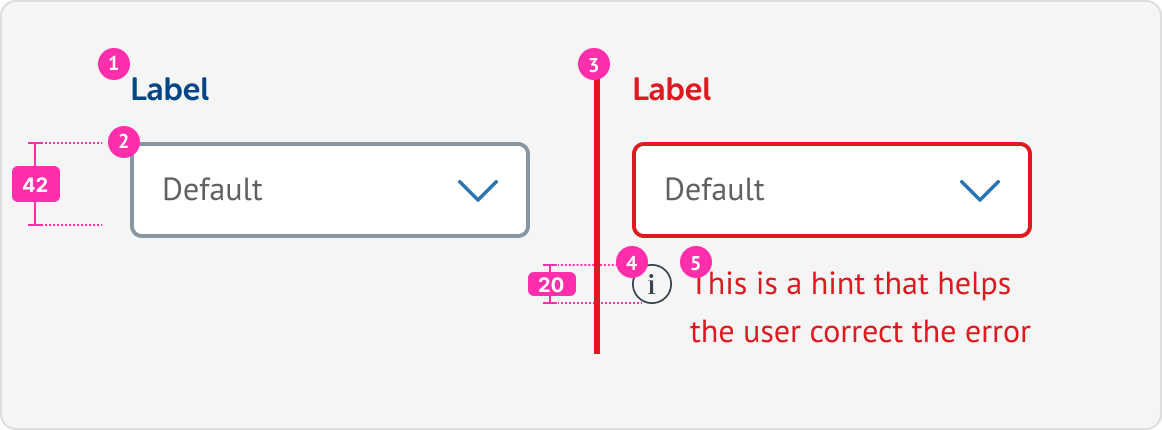 1
Label
2
42
Default
3
Label
Default
4
20
i
5
This is a hint that helps
the user correct the error